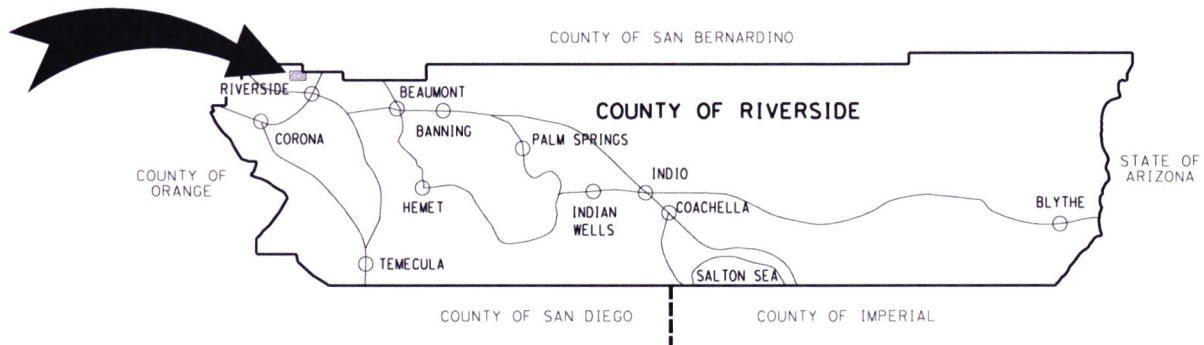 COUNTY OF SAN BERNARDINO
RIVERSIDE
BEAUMONT
COUNTY OF RIVERSIDE
CORONA
BANNING
PALM SPRINGS
COUNTY OF
ORANGE
STATE OF
ARIZONA
HEMET
INDIO
INDIAN
WELLS
COACHELLA
BLYTHE
TEMECULA
SALTON SEA
COUNTY OF SAN DIEGO
COUNTY OF IMPERIAL